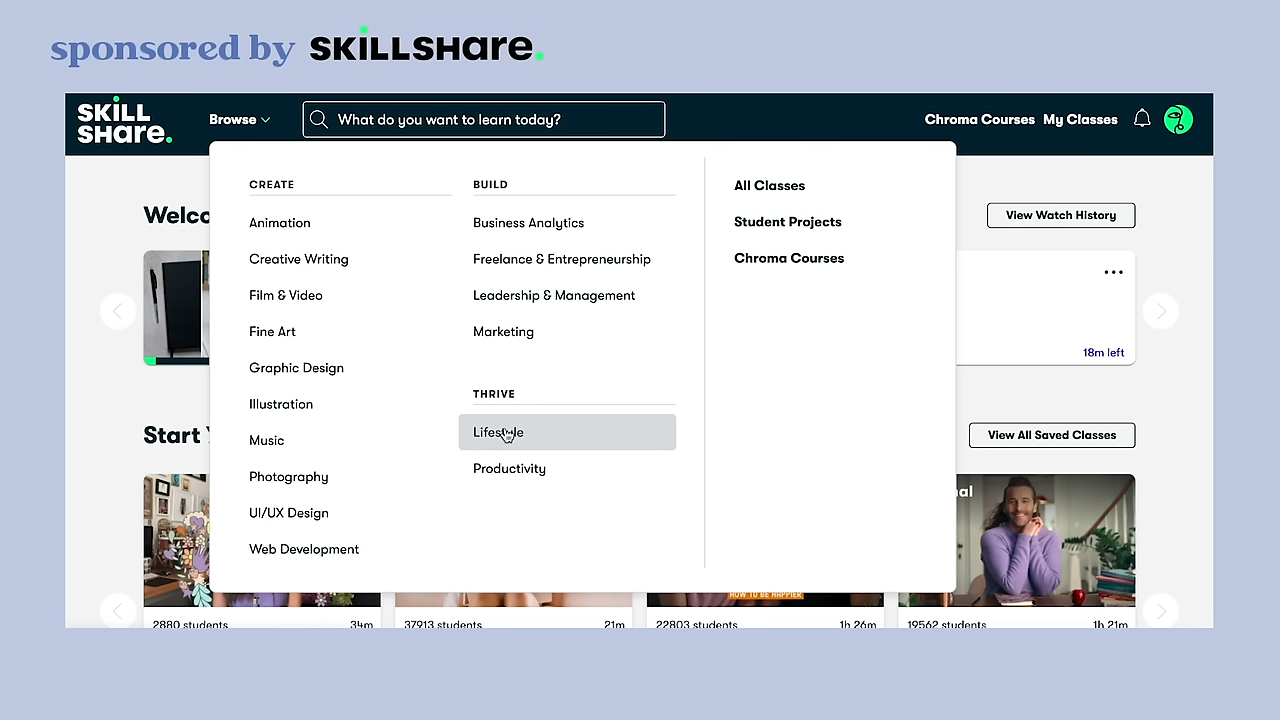 sponsored by SKILLSHARE.
SKILL
SHARE.
Browse
What do you want to learn today?
Chroma Courses
My Classes
CREATE
Animation
Creative Writing
Film & Video
Fine Art
Graphic Design
Illustration
Music
Photography
UI/UX Design
Web Development
BUILD
Business Analytics
Freelance & Entrepreneurship
Leadership & Management
Marketing
THRIVE
Lifestyle
Productivity
All Classes
Student Projects
Chroma Courses
Welco
View Watch History
18m left
Start
View All Saved Classes
nal
HOW TO BE HAPPIER
2880 students
34m
37913 students
21m
22803 students
1h 26m
19562 students
1h 21m